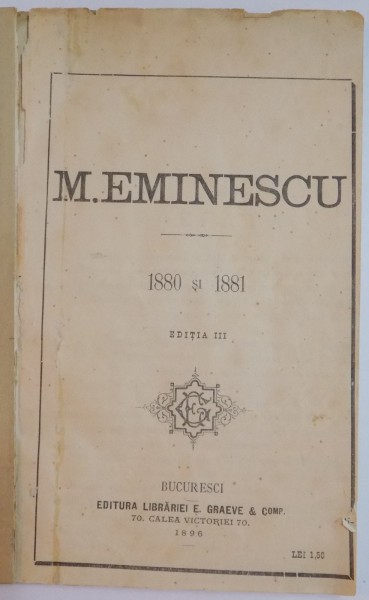 M. EMINESCU
1880 ȘI 1881
EDIȚIA III
BUCURESCI
EDITURA LIBRĂRIEI E. GRAEVE & COMP.
70. CALEA VICTORIEI 70.
1896
LEI 1,50